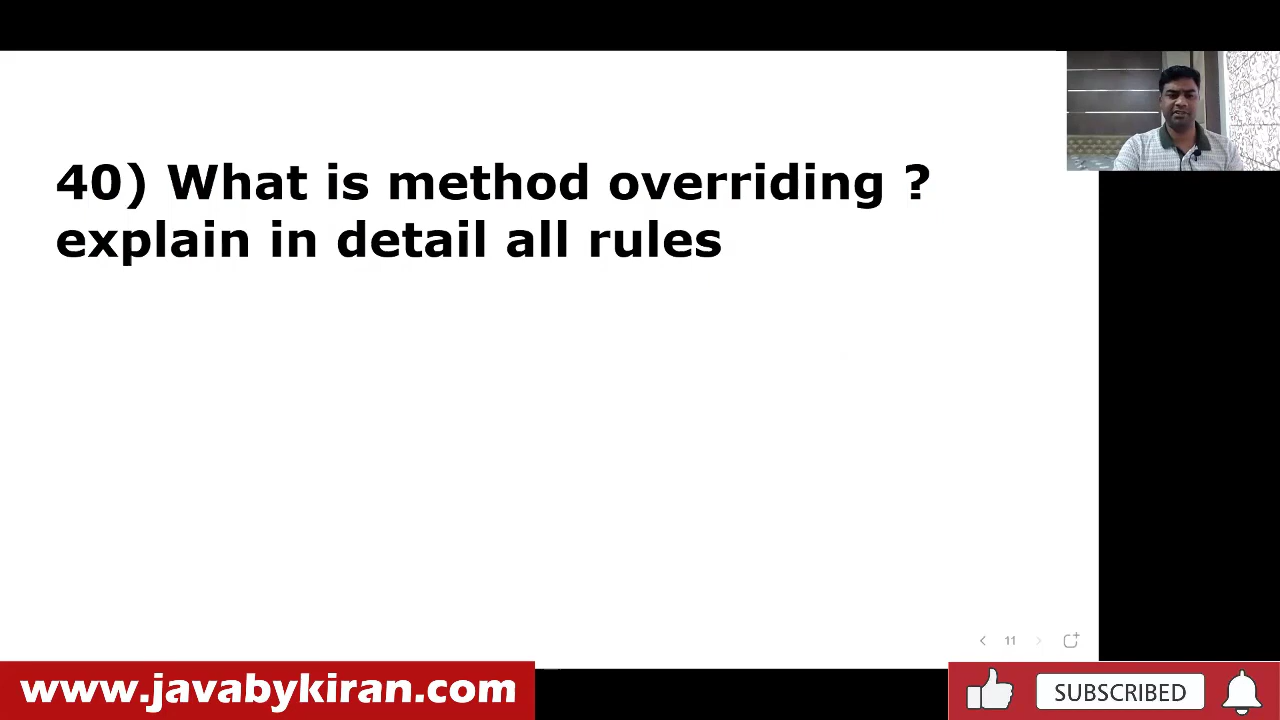 40) What is method overriding ?
explain in detail all rules
11
www.javabykiran.com
SUBSCRIBED